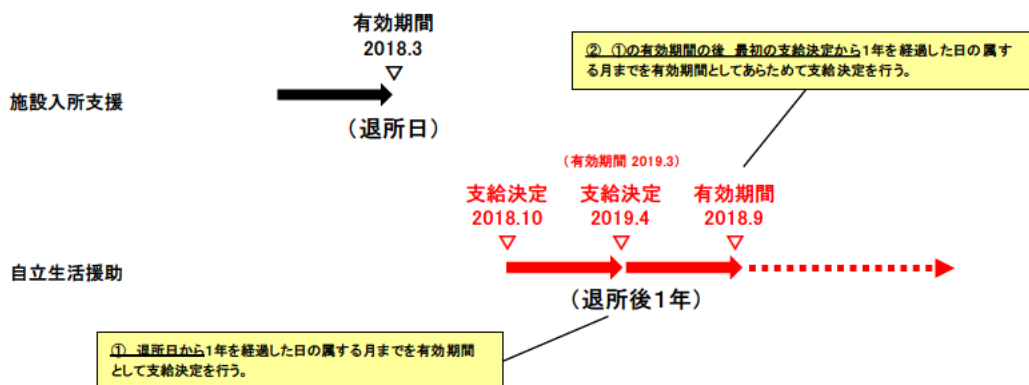 有効期間
2018.3
▽
② ①の有効期間の後 最初の支給決定から1年を経過した日の属す
る月までを有効期間としてあらためて支給決定を行う。
施設入所支援
(退所日)
(有効期間 2019.3)
支給決定
2018.10
▽
支給決定
2019.4
▽
有効期間
2018.9
▽
自立生活援助
(退所後1年)
① 退所日から1年を経過した日の属する月までを有効期間
として支給決定を行う。